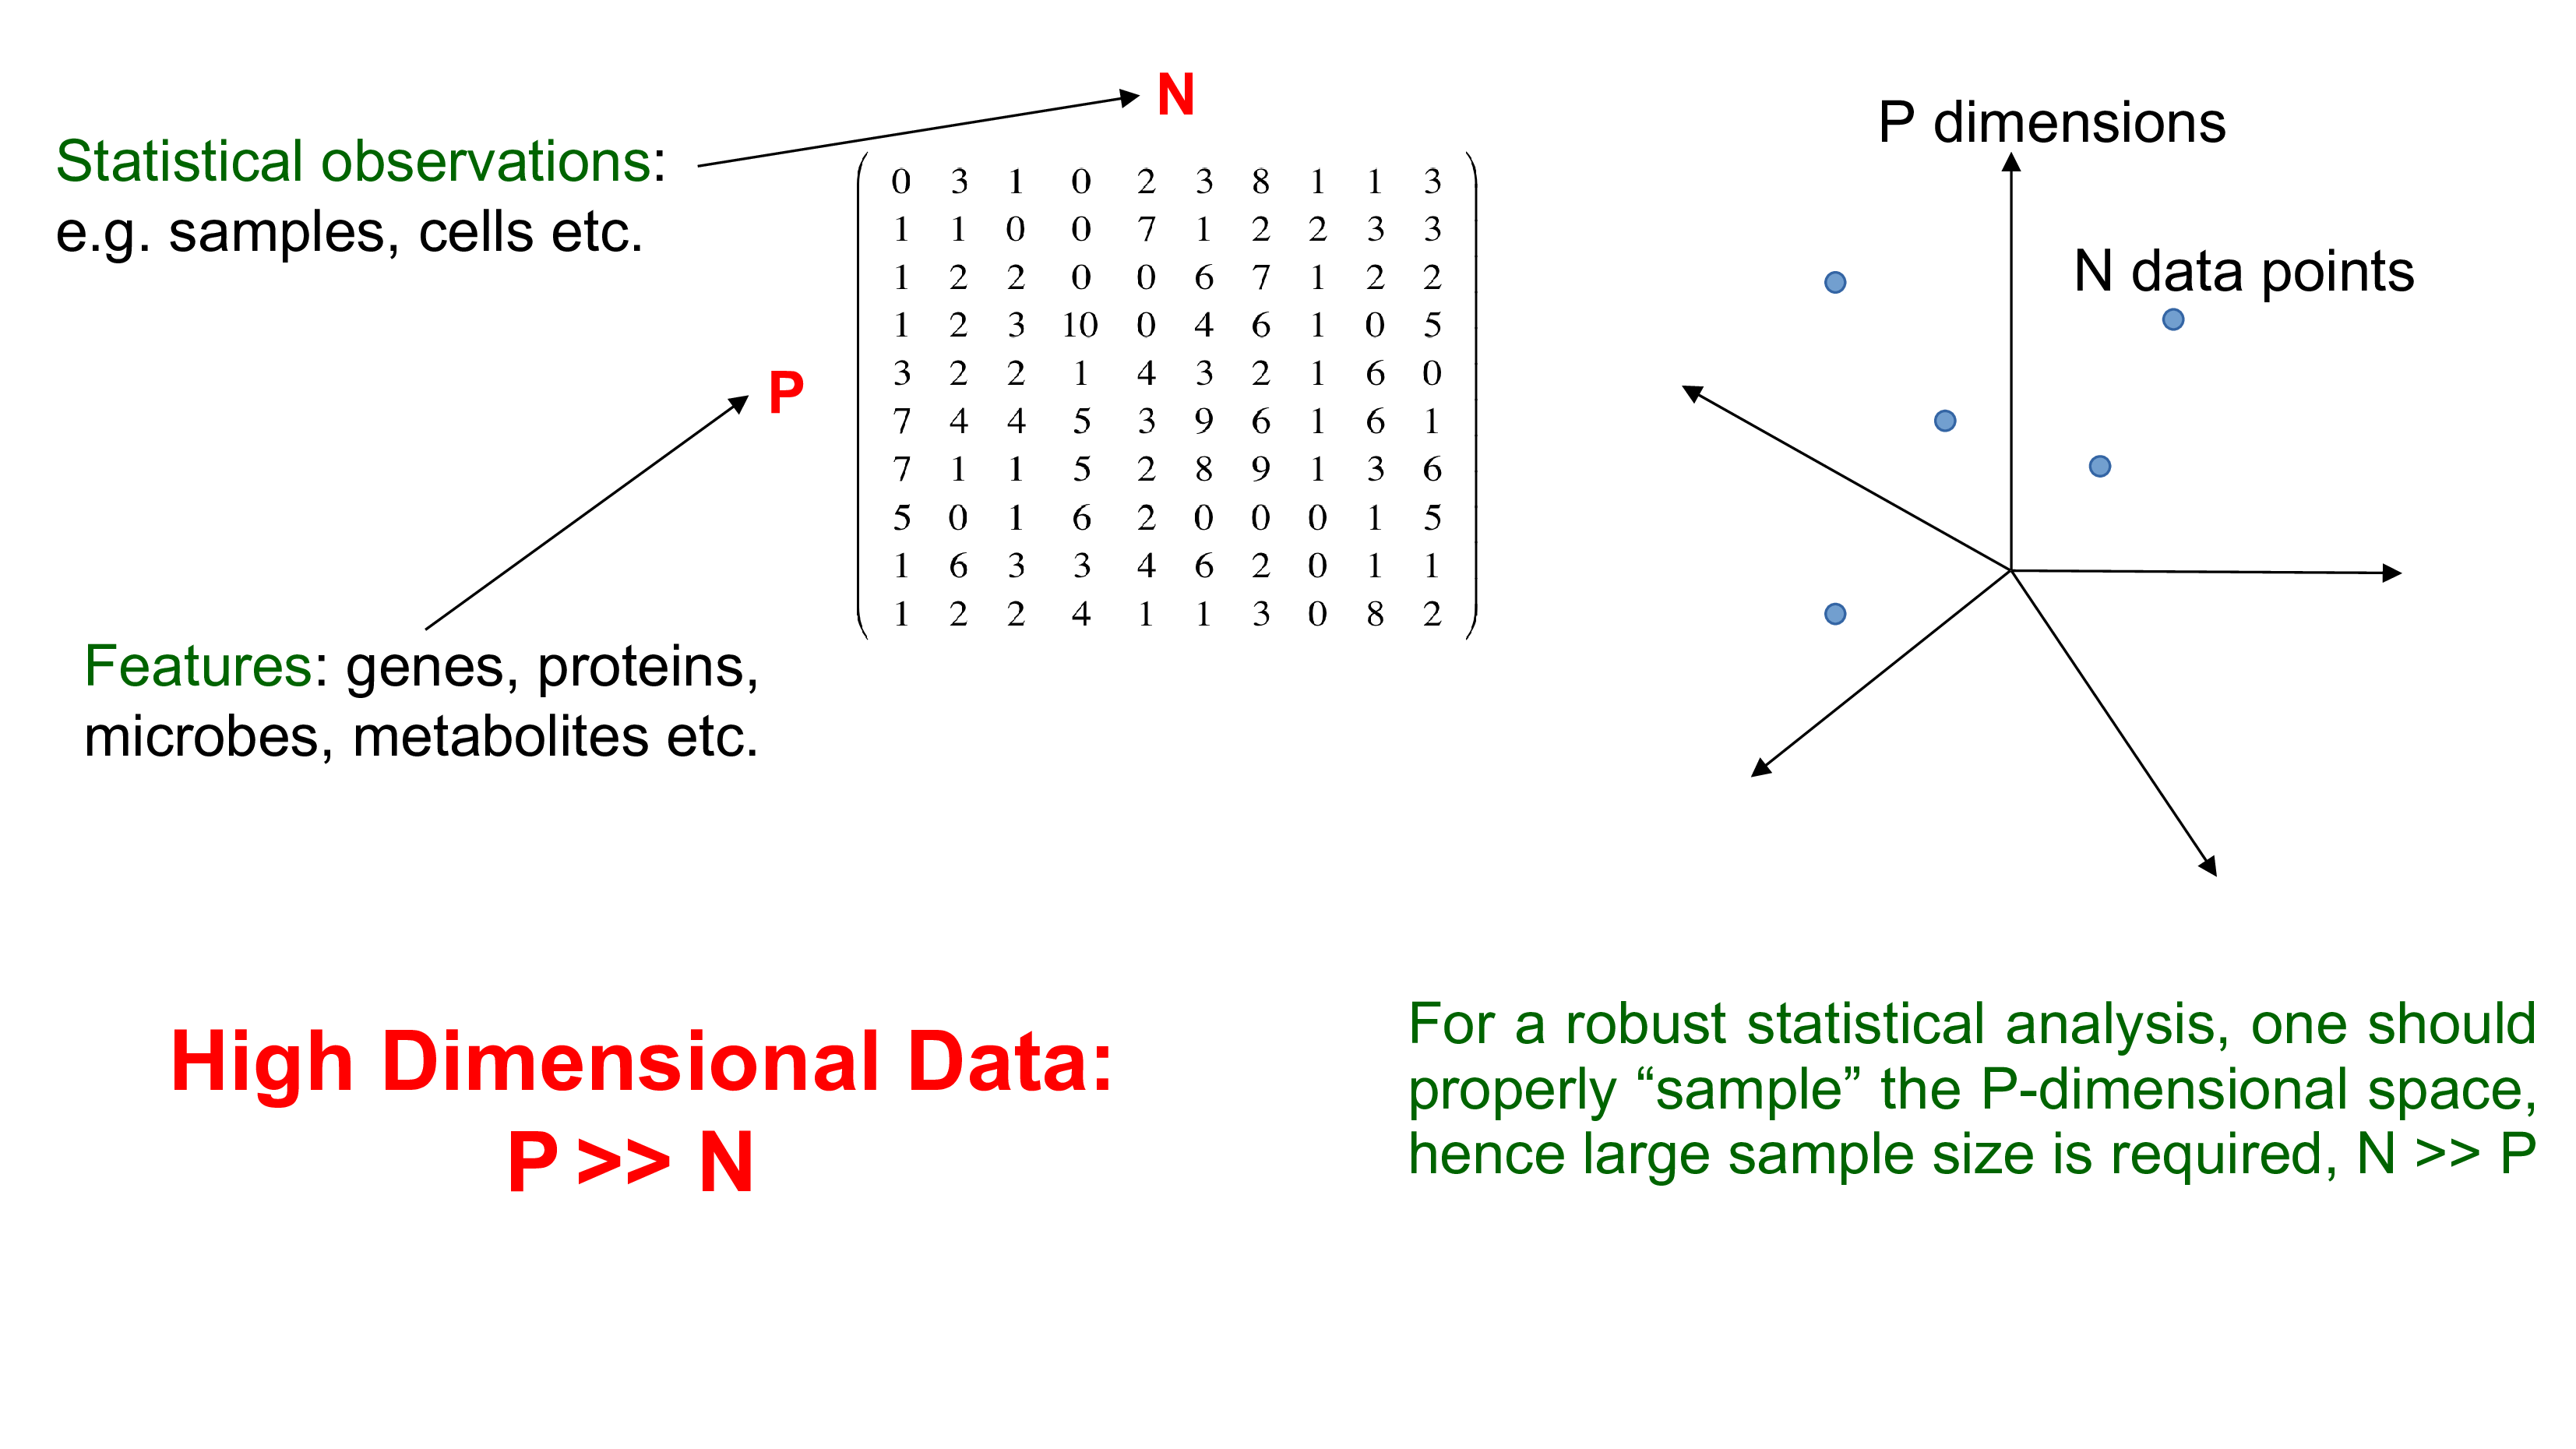 N
Statistical observations:
e.g. samples, cells etc.
P
0 3 1 0 2 3 8 1 1 3
1 1 0 0 7 1 2 2 3 3
1 2 2 0 0 6 7 1 2 2
1 2 3 10 0 4 6 1 0 5
3 2 2 1 4 3 2 1 6 0
7 4 4 5 3 9 6 1 6 1
7 1 1 5 2 8 9 1 3 6
5 0 1 6 2 0 0 0 1 5
1 6 3 3 4 6 2 0 1 1
1 2 2 4 1 1 3 0 8 2
Features: genes, proteins,
microbes, metabolites etc.
P dimensions
N data points
High Dimensional Data:
P >> N
For a robust statistical analysis, one should
properly “sample” the P-dimensional space,
hence large sample size is required, N >> P